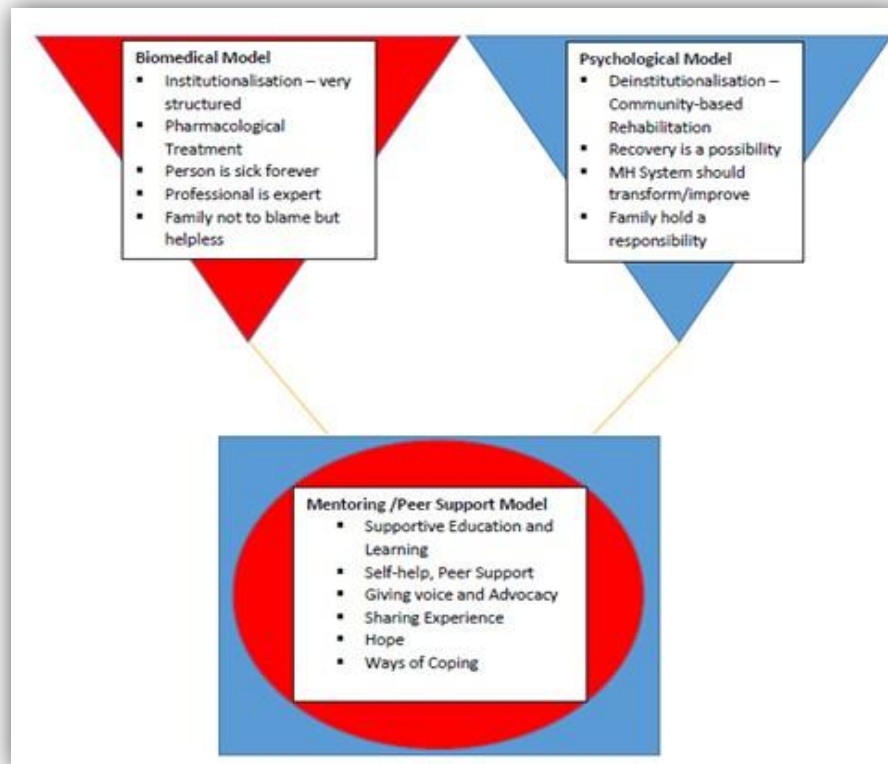 Biomedical Model
▪ Institutionalisation – very
structured
▪ Pharmacological
Treatment
▪ Person is sick forever
▪ Professional is expert
▪ Family not to blame but
helpless
Psychological Model
▪ Deinstitutionalisation –
Community-based
Rehabilitation
▪ Recovery is a possibility
▪ MH System should
transform/improve
▪ Family hold a
responsibility
Mentoring /Peer Support Model
▪ Supportive Education and
Learning
▪ Self-help, Peer Support
▪ Giving voice and Advocacy
▪ Sharing Experience
▪ Hope
▪ Ways of Coping